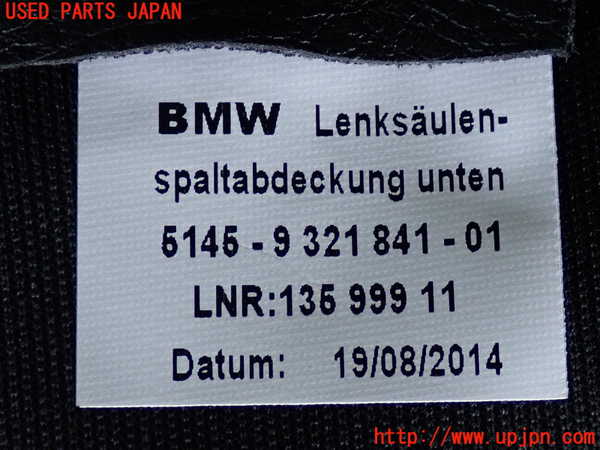 USED PARTS JAPAN
BMW Lenksäulen-
spaltabdeckung unten
5145 - 9 321 841 - 01
LNR:135 999 11
Datum: 19/08/2014
http://www.upjpn.com